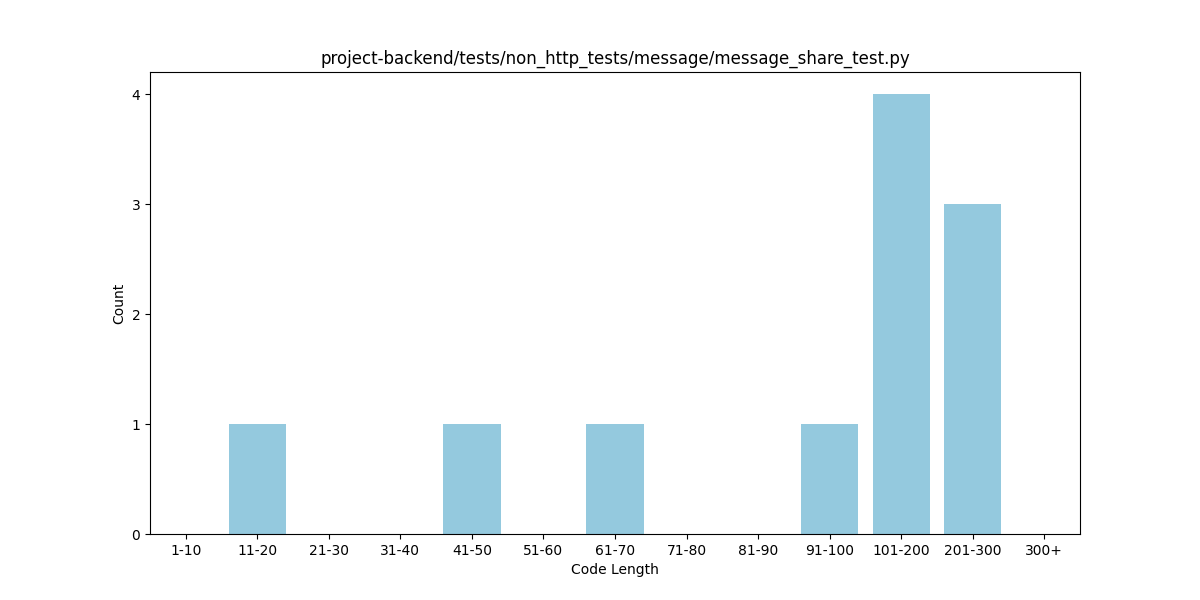 project-backend/tests/non_http_tests/message/message_share_test.py
4
3
2
1
0
Count
1-10 11-20 21-30 31-40 41-50 51-60 61-70 71-80 81-90 91-100 101-200 201-300 300+
Code Length